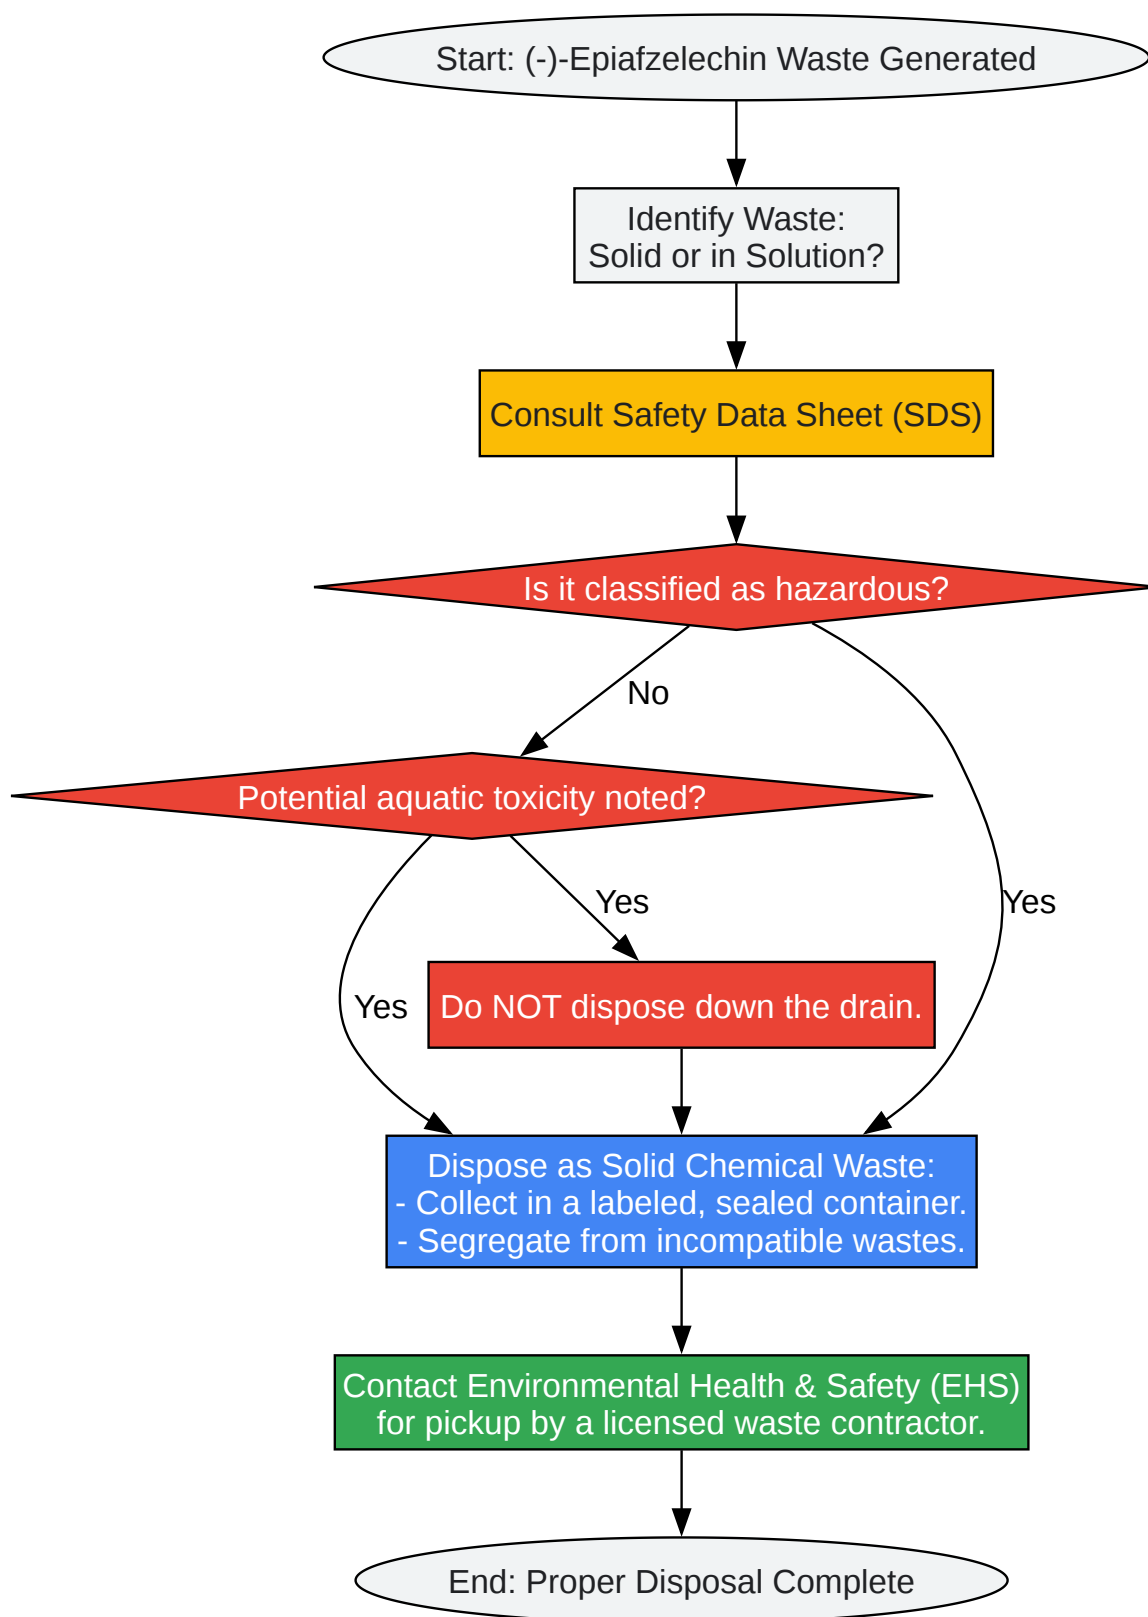 Start: (-)-Epiafzelechin Waste Generated
Identify Waste:
Solid or in Solution?
Consult Safety Data Sheet (SDS)
Is it classified as hazardous?
No
Potential aquatic toxicity noted?
Yes
Yes
Do NOT dispose down the drain.
Yes
Dispose as Solid Chemical Waste:
- Collect in a labeled, sealed container.
- Segregate from incompatible wastes.
Contact Environmental Health & Safety (EHS)
for pickup by a licensed waste contractor.
End: Proper Disposal Complete